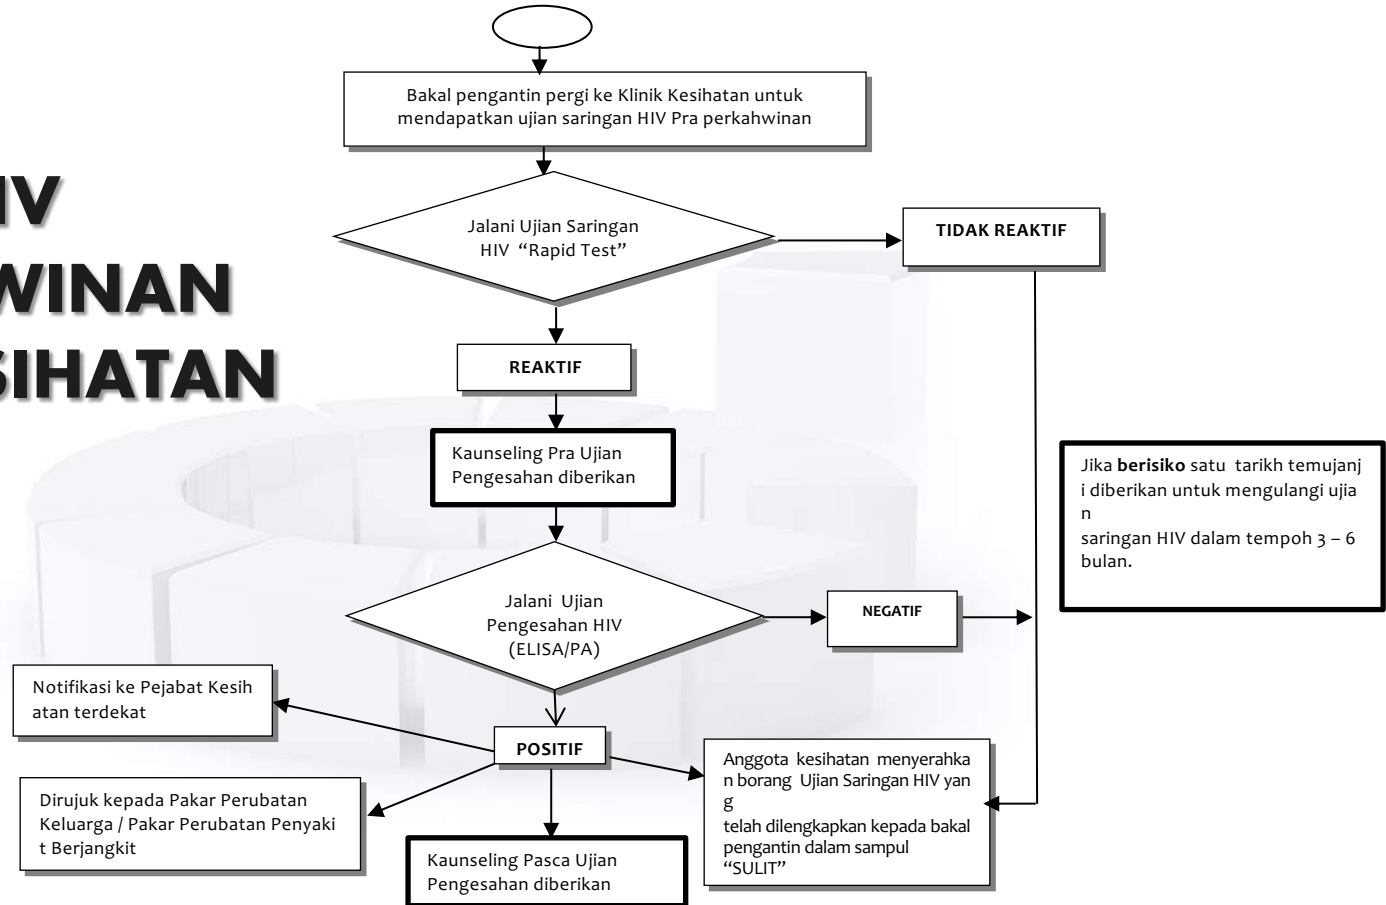 IV
WINAN
SIHATAN
Bakal pengantin pergi ke Klinik Kesihatan untuk
mendapatkan ujian saringan HIV Pra perkahwinan
Jalani Ujian Saringan
HIV “Rapid Test”
TIDAK REAKTIF
REAKTIF
Kaunseling Pra Ujian
Pengesahan diberikan
Jika berisiko satu tarikh temujanj
i diberikan untuk mengulangi ujia
n
saringan HIV dalam tempoh 3 – 6
bulan.
Jalani Ujian
Pengesahan HIV
(ELISA/PA)
NEGATIF
Notifikasi ke Pejabat Kesih
atan terdekat
POSITIF
Anggota kesihatan menyerahka
n borang Ujian Saringan HIV yan
g
telah dilengkapkan kepada bakal
pengantin dalam sampul
“SULIT”
Dirujuk kepada Pakar Perubatan
Keluarga / Pakar Perubatan Penyaki
t Berjangkit
Kaunseling Pasca Ujian
Pengesahan diberikan